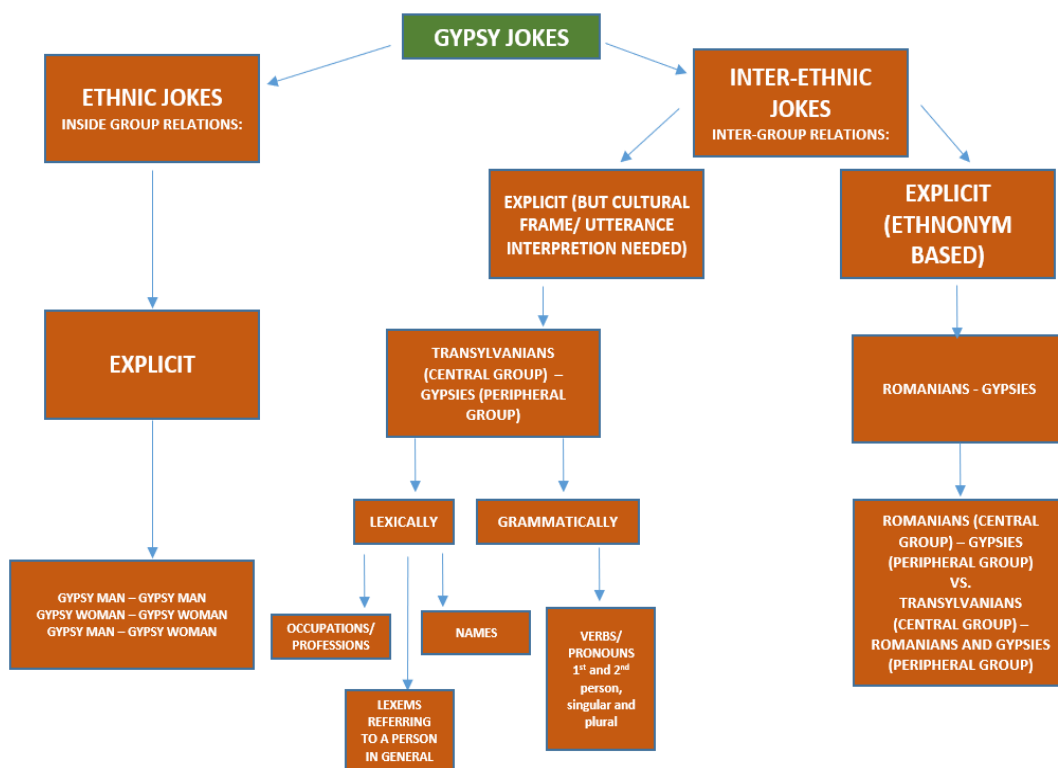 GYPSY JOKES
ETHNIC JOKES
INSIDE GROUP RELATIONS:
INTER-ETHNIC
JOKES
INTER-GROUP RELATIONS:
EXPLICIT (BUT CULTURAL
FRAME/ UTTERANCE
INTERPRETION NEEDED)
EXPLICIT
(ETHNONYM
BASED)
EXPLICIT
TRANSYLVANIANS
(CENTRAL GROUP) –
GYPSIES (PERIPHERAL
GROUP)
ROMANIANS - GYPSIES
LEXICALLY
GRAMMATICALLY
ROMANIANS (CENTRAL
GROUP) – GYPSIES
(PERIPHERAL GROUP)
VS.
TRANSYLVANIANS
(CENTRAL GROUP) –
ROMANIANS AND GYPSIES
(PERIPHERAL GROUP)
GYPSY MAN – GYPSY MAN
GYPSY WOMAN – GYPSY WOMAN
GYPSY MAN – GYPSY WOMAN
OCCUPATIONS/
PROFESSIONS
NAMES
VERBS/
PRONOUNS
1st and 2nd
person,
singular and
plural
LEXEMS
REFERRING
TO A PERSON
IN GENERAL